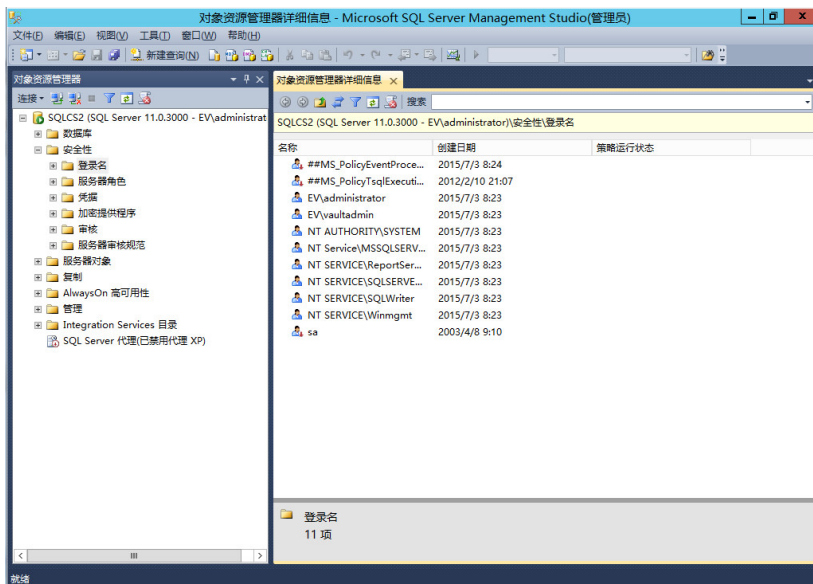 对象资源管理器详细信息 - Microsoft SQL Server Management Studio(管理员)
文件(F) 编辑(E) 视图(V) 工具(T) 窗口(W) 帮助(H)
新建查询(N)
对象资源管理器
对象资源管理器详细信息
连接
搜索
SQLCS2 (SQL Server 11.0.3000 - EV\administrat
SQLCS2 (SQL Server 11.0.3000 - EV\administrator)\安全性\登录名
数据库
安全性
登录名
服务器角色
凭据
加密提供程序
审核
服务器审核规范
服务器对象
复制
AlwaysOn 高可用性
管理
Integration Services 目录
SQL Server 代理(已禁用代理 XP)
名称 创建日期 策略运行状态
##MS_PolicyEventProce... 2015/7/3 8:24
##MS_PolicyTsqlExecuti... 2012/2/10 21:07
EV\administrator 2015/7/3 8:23
EV\vaultadmin 2015/7/3 8:23
NT AUTHORITY\SYSTEM 2015/7/3 8:23
NT Service\MSSQLSERV... 2015/7/3 8:23
NT SERVICE\ReportSer... 2015/7/3 8:23
NT SERVICE\SQLSERVE... 2015/7/3 8:23
NT SERVICE\SQLWriter 2015/7/3 8:23
NT SERVICE\Winmgmt 2015/7/3 8:23
sa 2003/4/8 9:10
登录名
11 项
就绪